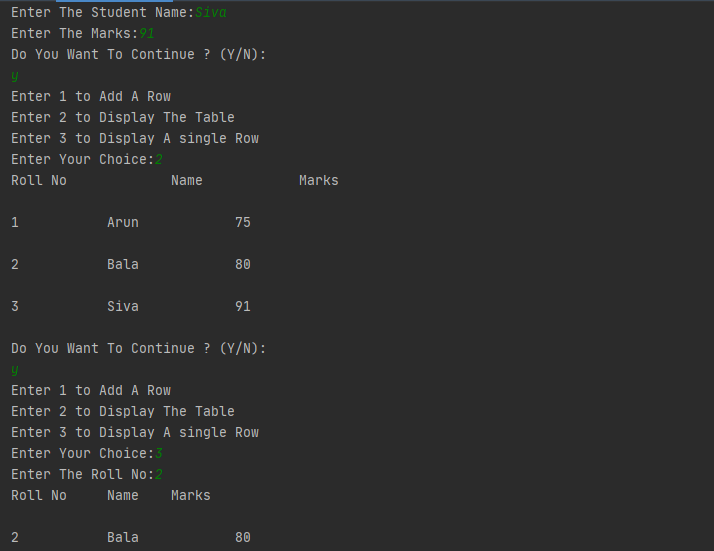 Enter The Student Name:Siva
Enter The Marks:91
Do You Want To Continue ? (Y/N):
y
Enter 1 to Add A Row
Enter 2 to Display The Table
Enter 3 to Display A single Row
Enter Your Choice:2
Roll No             Name            Marks
1           Arun            75
2           Bala            80
3           Siva            91
Do You Want To Continue ? (Y/N):
y
Enter 1 to Add A Row
Enter 2 to Display The Table
Enter 3 to Display A single Row
Enter Your Choice:3
Enter The Roll No:2
Roll No     Name    Marks
2           Bala            80